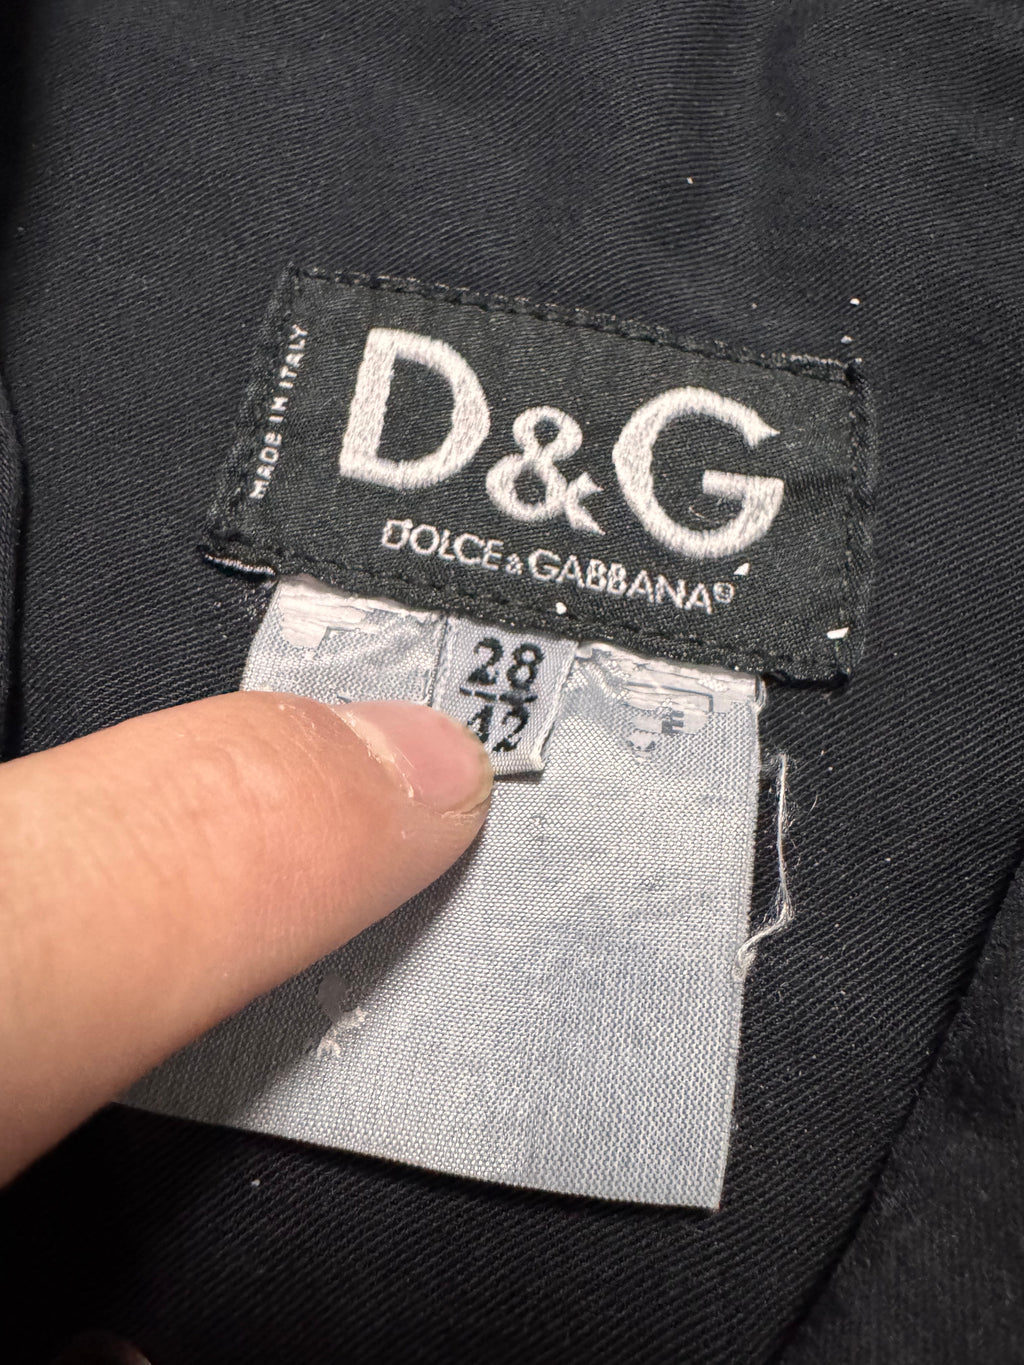 MADE IN ITALY
D&G
DOLCE & GABBANA®
28
42